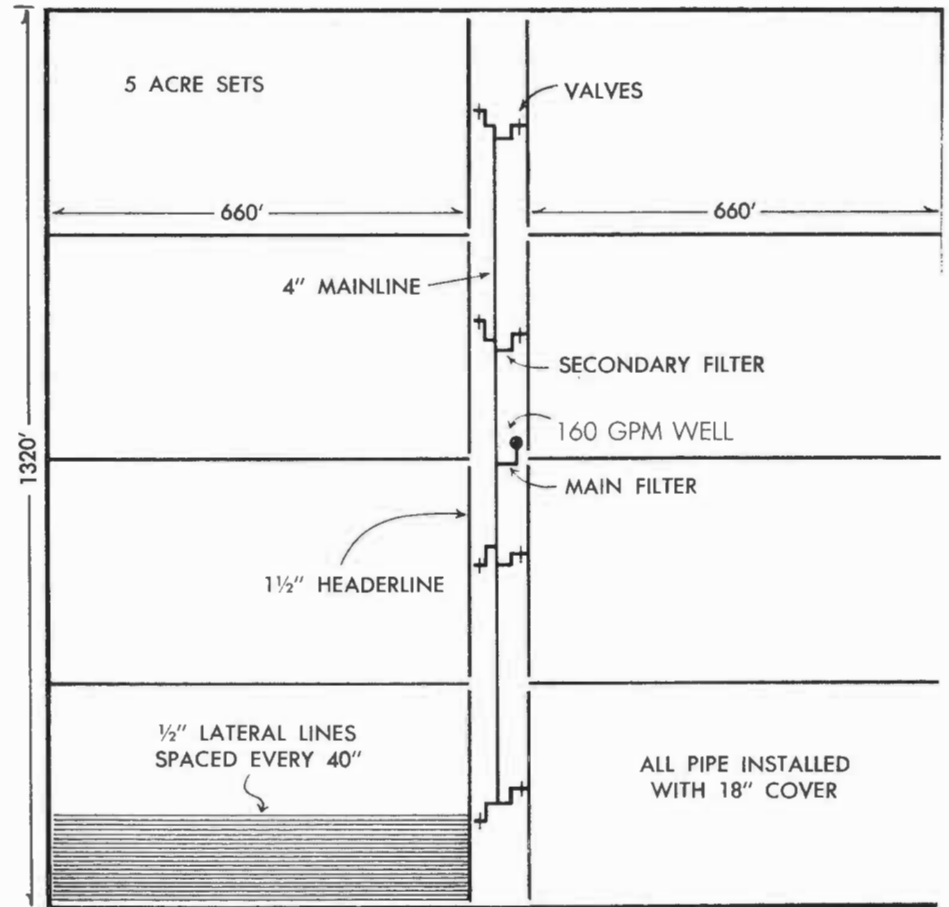 5 ACRE SETS
VALVES
660'
660'
4" MAINLINE
SECONDARY FILTER
160 GPM WELL
MAIN FILTER
1320'
1½" HEADERLINE
½" LATERAL LINES
SPACED EVERY 40"
ALL PIPE INSTALLED
WITH 18" COVER